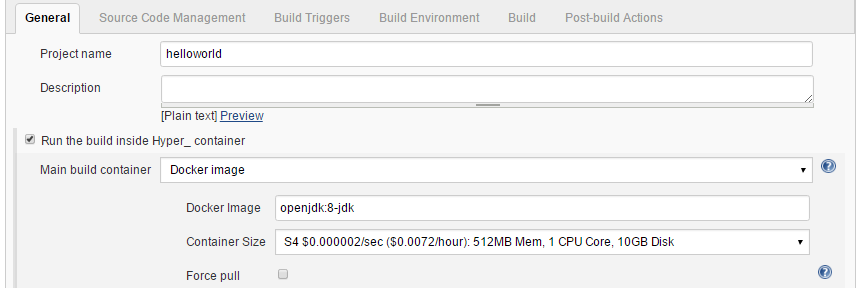 General Source Code Management Build Triggers Build Environment Build Post-build Actions
Project name helloworld
Description
[Plain text] Preview
Run the build inside Hyper_ container
Main build container Docker image
Docker Image openjdk:8-jdk
Container Size S4 $0.000002/sec ($0.0072/hour): 512MB Mem, 1 CPU Core, 10GB Disk
Force pull